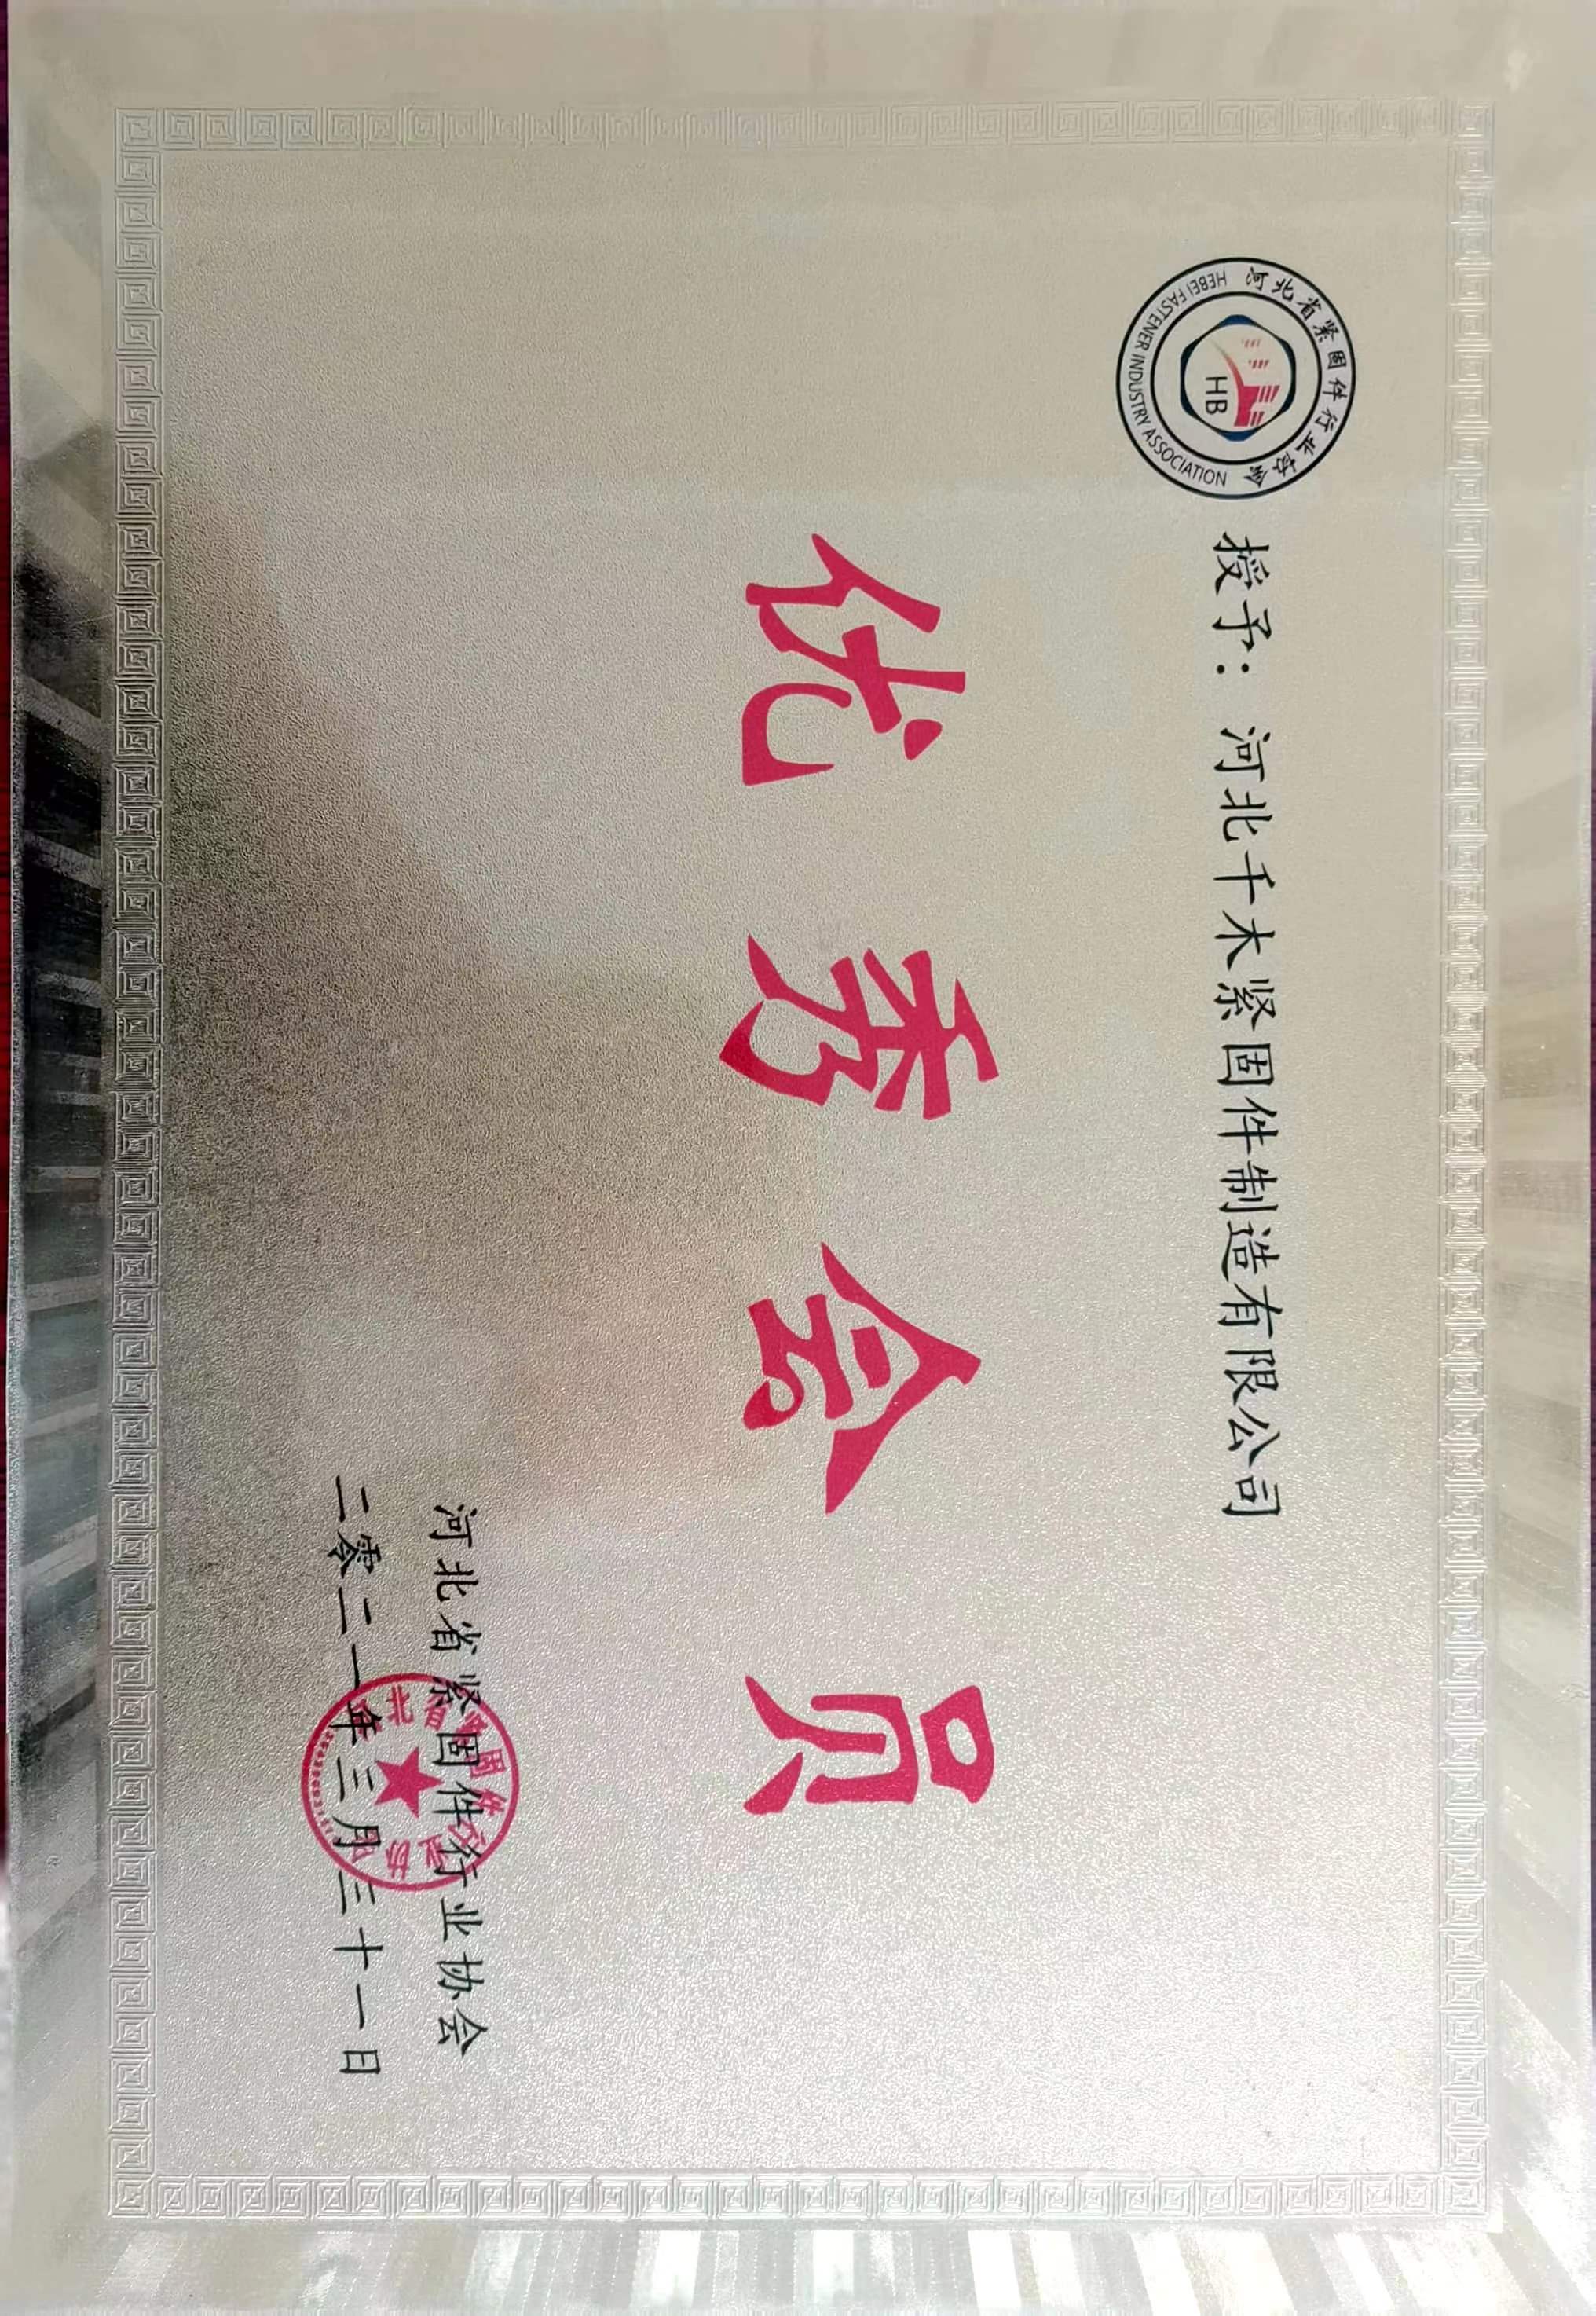 河北省紧固件行业协会
HEBEI FASTENER INDUSTRY ASSOCIATION
HB
授予：河北千木紧固件制造有限公司
优秀会员
河北省紧固件行业协会
二零二一年三月三十一日